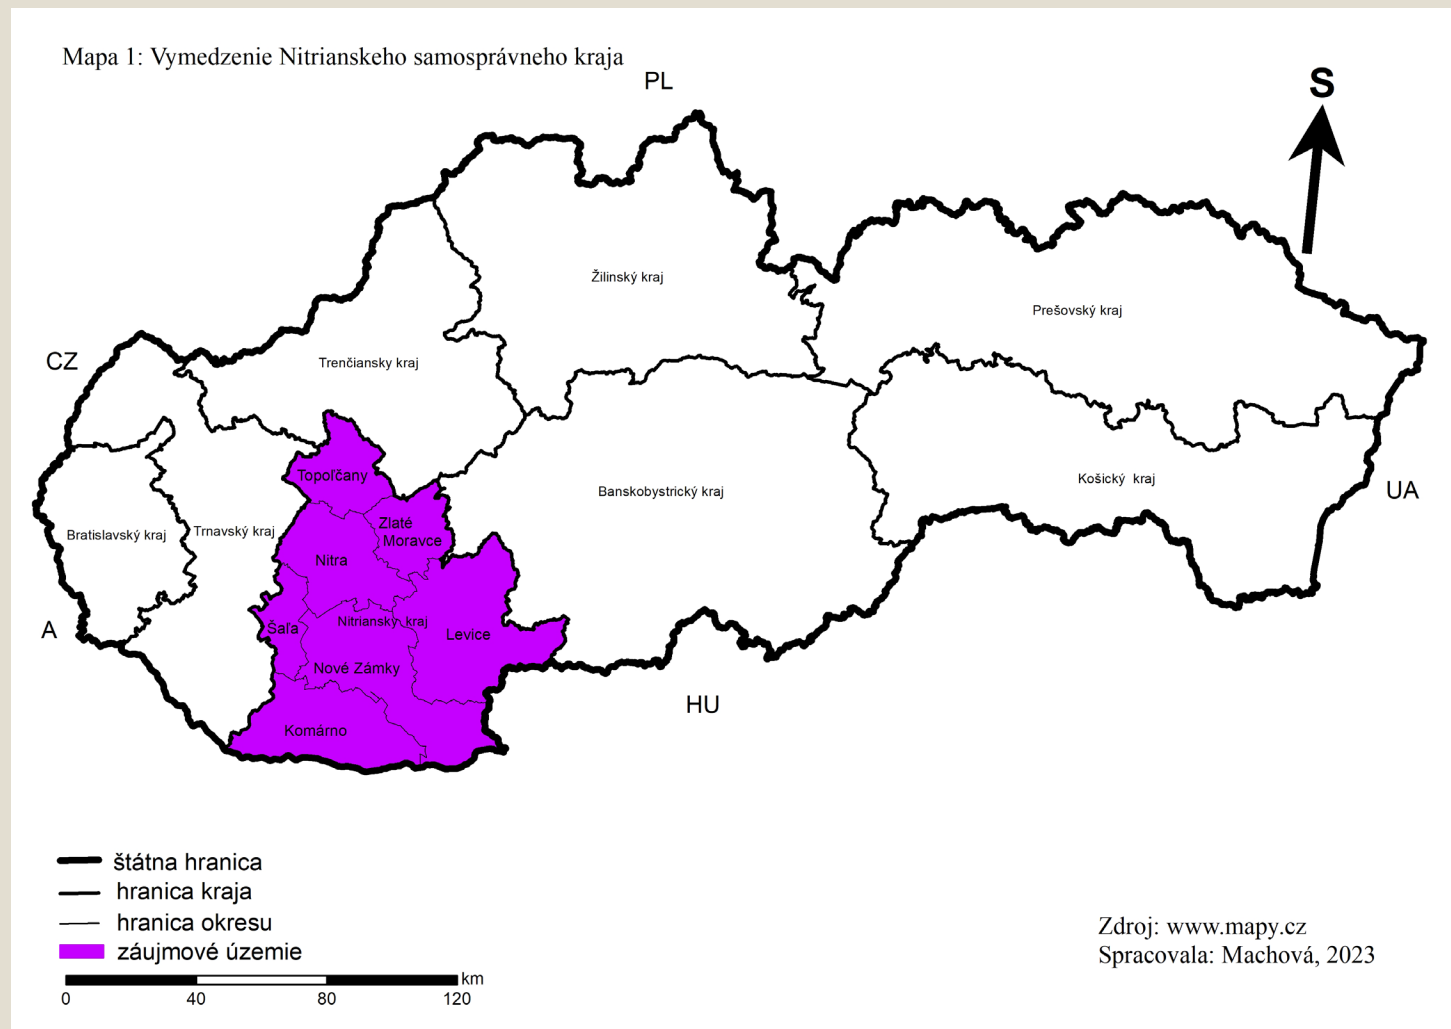 Mapa 1: Vymedzenie Nitrianskeho samosprávneho kraja
PL
S
Žilinský kraj
Prešovský kraj
CZ
Trenčiansky kraj
Topoľčany
Banskobystrický kraj
Košický kraj
UA
Bratislavský kraj
Trnavský kraj
Zlaté
Moravce
Nitra
A
Šaľa
Nitrianský kraj
Levice
Nové Zámky
HU
Komárno
štátna hranica
hranica kraja
hranica okresu
záujmové územie
km
0 40 80 120
Zdroj: www.mapy.cz
Spracovala: Machová, 2023